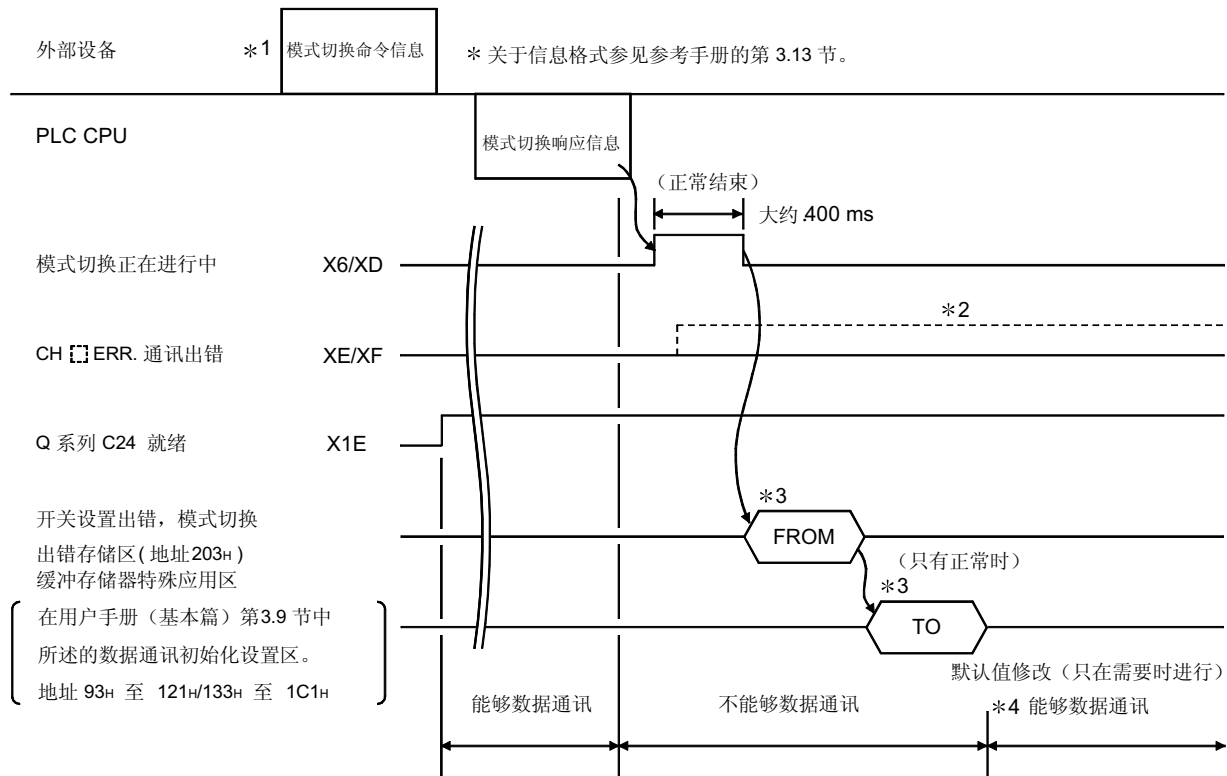 外部设备 *1 模式切换命令信息 * 关于信息格式参见参考手册的第 3.13 节。
PLC CPU
模式切换响应信息
（正常结束）
大约.400 ms
模式切换正在进行中 X6/XD
*2
CH ERR. 通讯出错 XE/XF
Q 系列 C24 就绪 X1E
*3
开关设置出错，模式切换
FROM
出错存储区( 地址203H )
（只有正常时）
缓冲存储器特殊应用区
*3
在用户手册（基本篇）第3.9 节中
TO
所述的数据通讯初始化设置区。
默认值修改（只在需要时进行）
地址 93H 至 121H/133H 至 1C1H
能够数据通讯 不能够数据通讯 *4 能够数据通讯